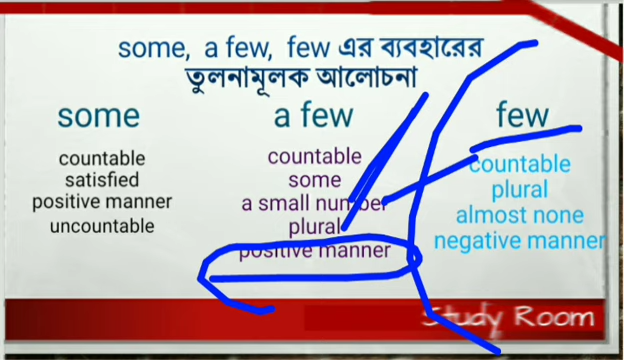 some, a few, few এর ব্যবহারের
তুলনামূলক আলোচনা
some
countable
satisfied
positive manner
uncountable
a few
countable
some
a small number
plural
positive manner
few
countable
plural
almost none
negative manner
Study Room